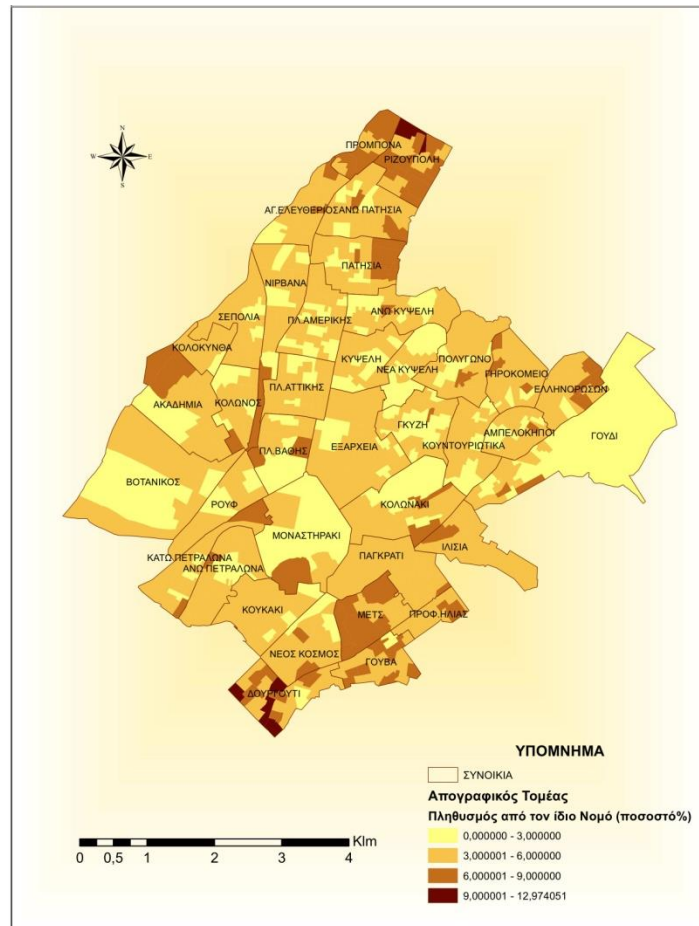 N
W E
S
ΠΡΟΜΠΟΝΑ
ΡΙΖΟΥΠΟΛΗ
ΑΓ.ΕΛΕΥΘΕΡΙΟΣ ΑΝΩ ΠΑΤΗΣΙΑ
ΠΑΤΗΣΙΑ
ΝΙΡΒΑΝΑ
ΣΕΠΟΛΙΑ ΠΛ.ΑΜΕΡΙΚΗΣ ΑΝΩ ΚΥΨΕΛΗ
ΚΟΛΟΚΥΝΘΑ
ΚΥΨΕΛΗ ΝΕΑ ΚΥΨΕΛΗ ΠΟΛΥΓΩΝΟ
ΓΗΡΟΚΟΜΕΙΟ
ΠΛ.ΑΤΤΙΚΗΣ ΕΛΛΗΝΟΡΩΣΩΝ
ΑΚΑΔΗΜΙΑ ΚΟΛΩΝΟΣ
ΓΚΥΖΗ ΑΜΠΕΛΟΚΗΠΟΙ ΓΟΥΔΙ
ΠΛ.ΒΑΘΗΣ ΕΞΑΡΧΕΙΑ ΚΟΥΝΤΟΥΡΙΩΤΙΚΑ
ΒΟΤΑΝΙΚΟΣ
ΡΟΥΦ ΚΟΛΩΝΑΚΙ
ΜΟΝΑΣΤΗΡΑΚΙ
ΙΛΙΣΙΑ
ΚΑΤΩ.ΠΕΤΡΑΛΩΝΑ ΠΑΓΚΡΑΤΙ
ΑΝΩ ΠΕΤΡΑΛΩΝΑ
ΚΟΥΚΑΚΙ ΜΕΤΣ ΠΡΟΦ.ΗΛΙΑΣ
ΝΕΟΣ ΚΟΣΜΟΣ ΓΟΥΒΑ
ΔΟΥΡΓΟΥΤΙ
ΥΠΟΜΝΗΜΑ
ΣΥΝΟΙΚΙΑ
Απογραφικός Τομέας
Πληθυσμός από τον ίδιο Νομό (ποσοστό%)
0,000000 - 3,000000
3,000001 - 6,000000
6,000001 - 9,000000
9,000001 - 12,974051
Klm
0 0,5 1 2 3 4